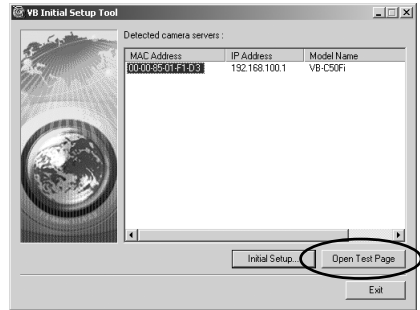 VB Initial Setup Tool
Detected camera servers :
MAC Address IP Address Model Name
00-00-85-01-F1-D3 192.168.100.1 VB-C50Fi
Initial Setup... Open Test Page
Exit